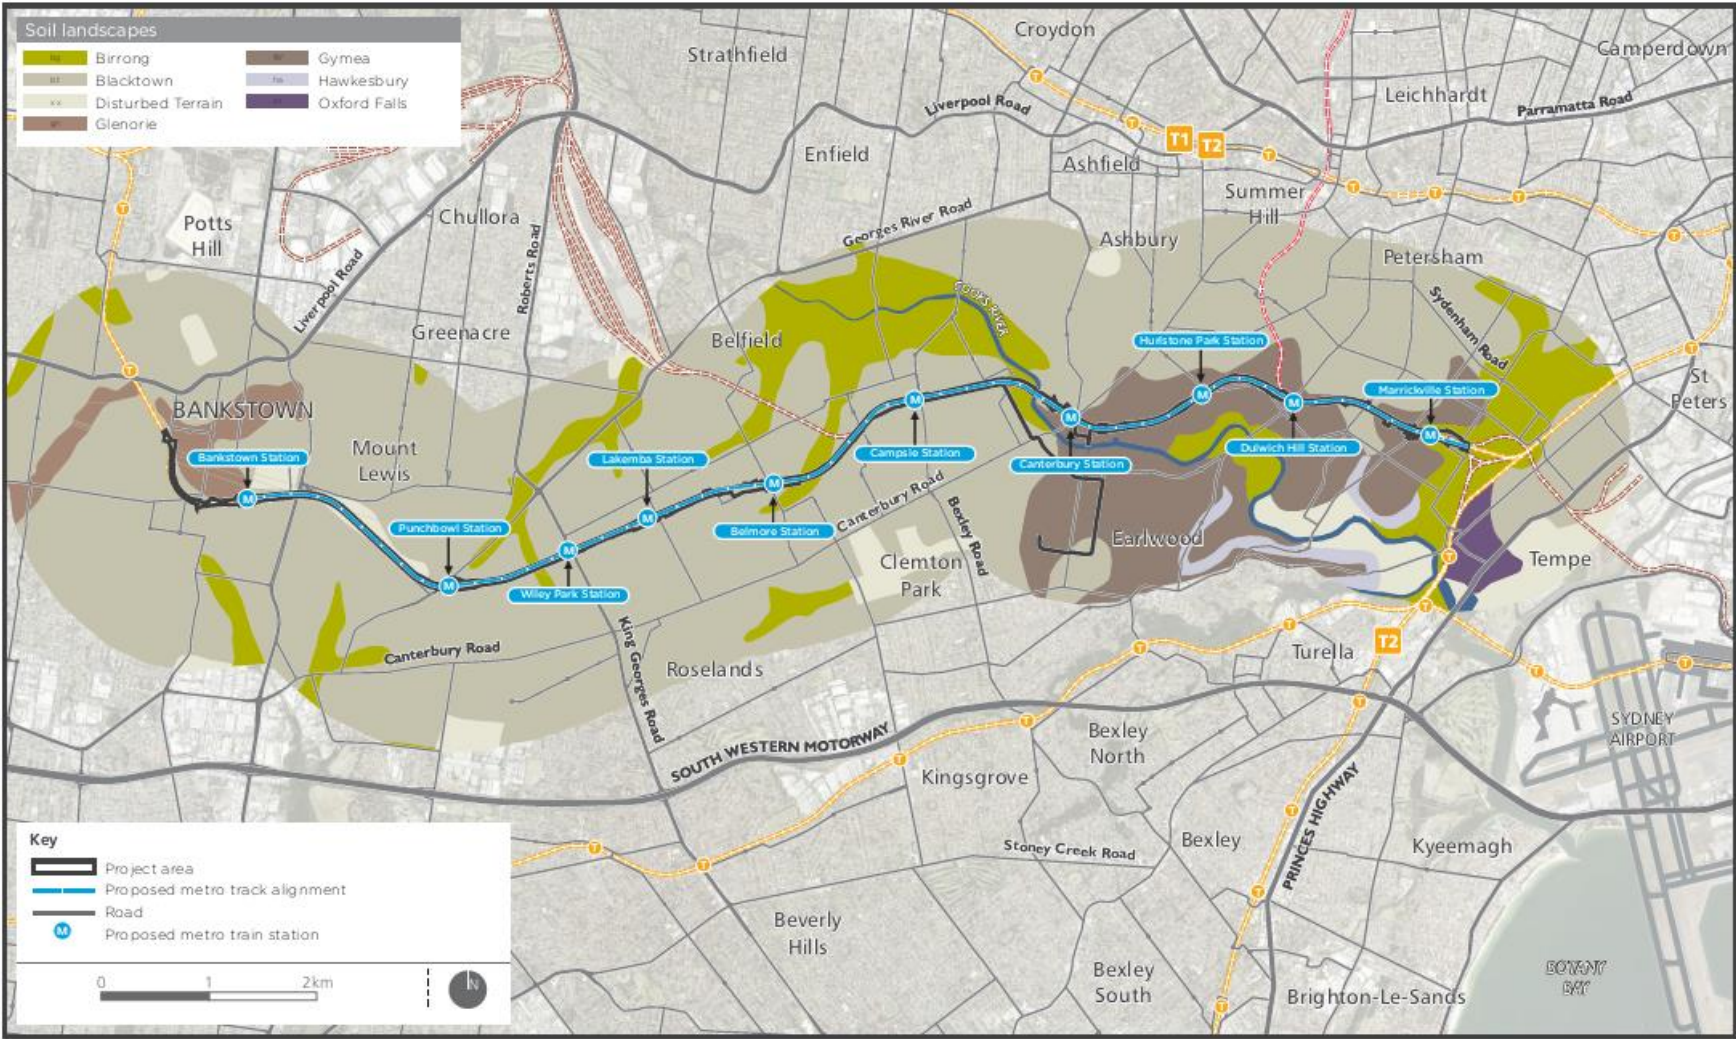 Soil landscapes
Birrong
Blacktown
Disturbed Terrain
Glenorie
Gymea
Hawkesbury
Oxford Falls
Strathfield
Croydon
Camperdown
Leichhardt
Parramatta Road
Liverpool Road
T1
T2
Enfield
Ashfield
Summer
Hill
Potts
Hill
Chullora
Georges River Road
Ashbury
Petersham
Liverpool Road
Roberts Road
Greenacre
Belfield
COOKS RIVER
Sydenham Road
Hurlstone Park Station
St
Peters
Marrickville Station
BANKSTOWN
Mount
Lewis
Bankstown Station
Lakemba Station
Campsie Station
Canterbury Station
Dulwich Hill Station
Punchbowl Station
Belmore Station
Canterbury Road
Bexley Road
Earlwood
Wiley Park Station
Clemton
Park
Tempe
Canterbury Road
King Georges Road
Roselands
Turella
T2
SOUTH WESTERN MOTORWAY
Bexley
North
SYDNEY
AIRPORT
Kingsgrove
PRINCES HIGHWAY
Bexley
Stoney Creek Road
Kyeemagh
Beverly
Hills
Bexley
South
Brighton-Le-Sands
BOTANY
BAY
Key
Project area
Proposed metro track alignment
Road
M
Proposed metro train station
0 1 2km
N